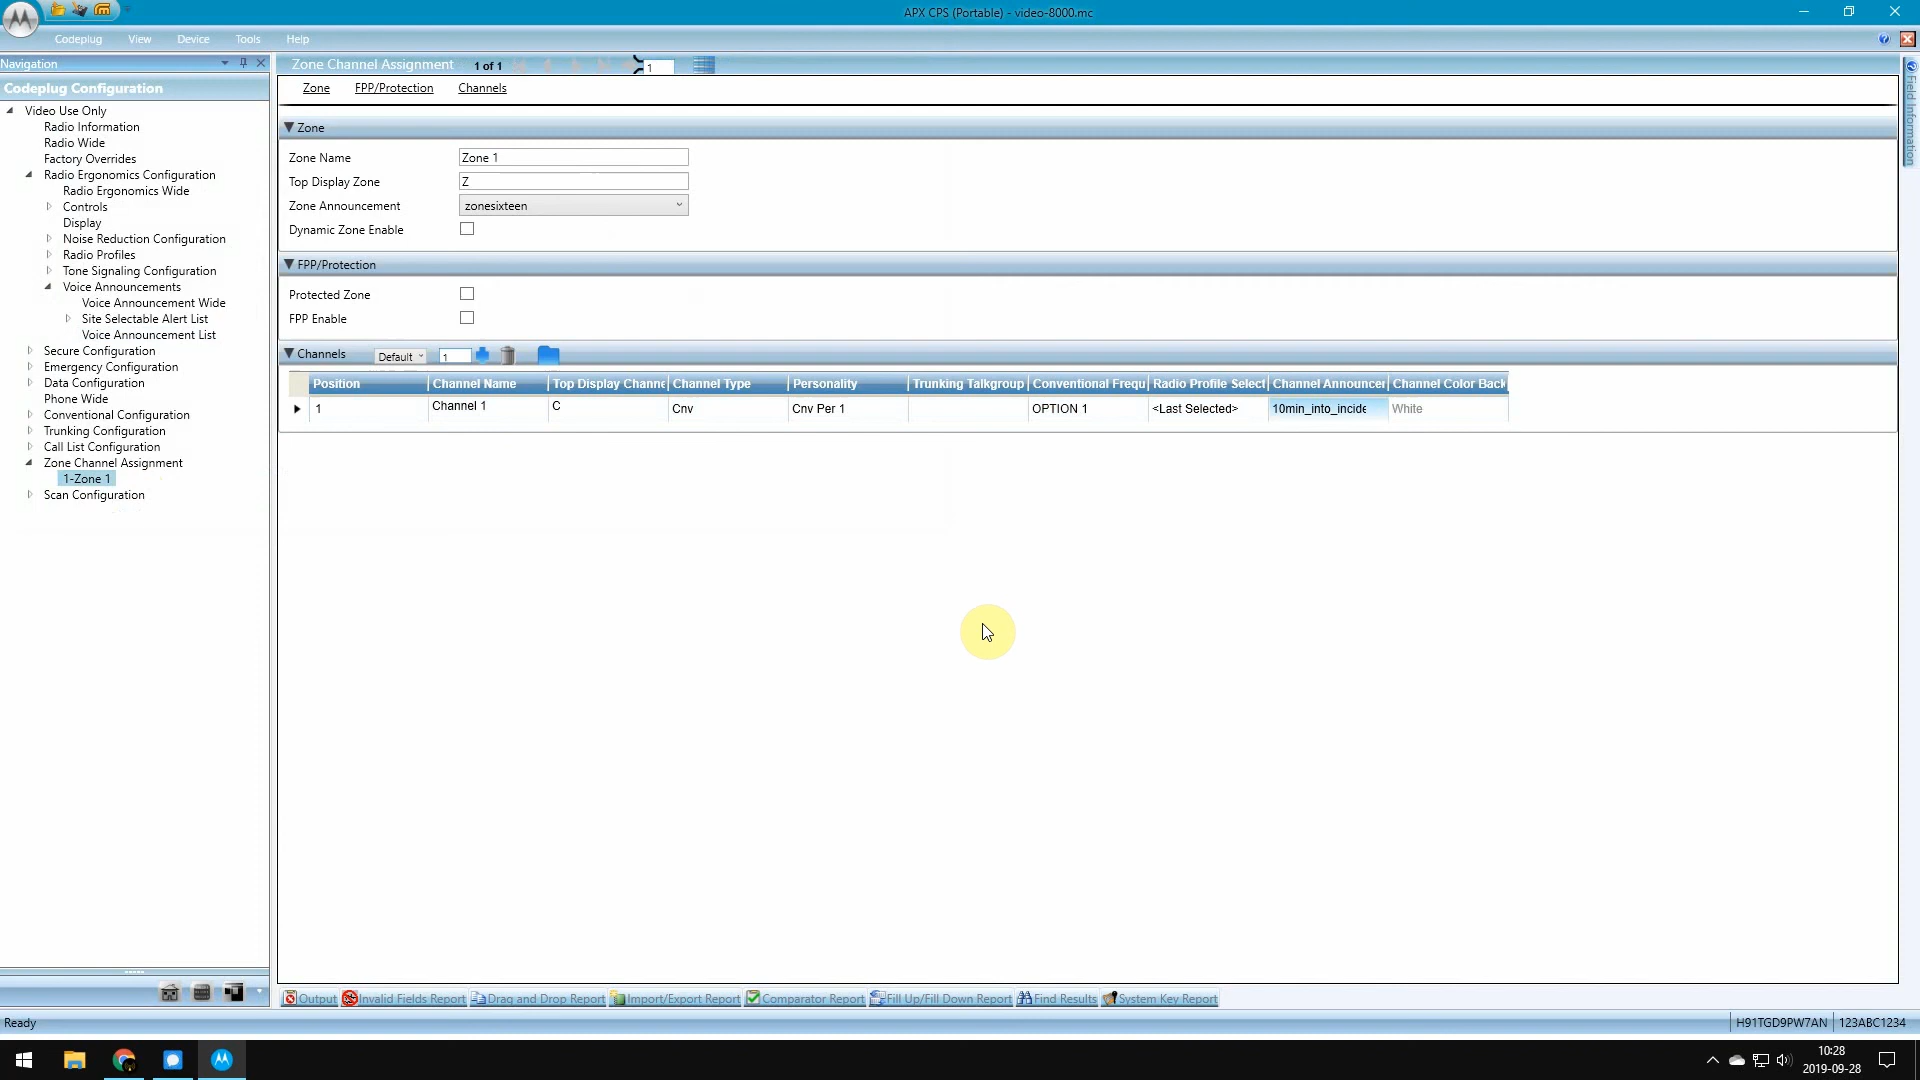 APX CPS (Portable) - video-8000.mc
Codeplug View Device Tools Help
Navigation
Codeplug Configuration
Video Use Only
Radio Information
Radio Wide
Factory Overrides
Radio Ergonomics Configuration
Radio Ergonomics Wide
Controls
Display
Noise Reduction Configuration
Radio Profiles
Tone Signaling Configuration
Voice Announcements
Voice Announcement Wide
Site Selectable Alert List
Voice Announcement List
Secure Configuration
Emergency Configuration
Data Configuration
Phone Wide
Conventional Configuration
Trunking Configuration
Call List Configuration
Zone Channel Assignment
1-Zone 1
Scan Configuration
Zone Channel Assignment 1 of 1 1
Zone FPP/Protection Channels
Zone
Zone Name Zone 1
Top Display Zone Z
Zone Announcement zonesixteen
Dynamic Zone Enable
FPP/Protection
Protected Zone
FPP Enable
Channels Default 1
Position Channel Name Top Display Channe Channel Type Personality Trunking Talkgroup Conventional Frequ Radio Profile Select Channel Announcer Channel Color Back
1 Channel 1 C Cnv Cnv Per 1 OPTION 1 <Last Selected> 10min_into_incide White
Field Information
Output Invalid Fields Report Drag and Drop Report Import/Export Report Comparator Report Fill Up/Fill Down Report Find Results System Key Report
Ready H91TGD9PW7AN 123ABC1234
10:28
2019-09-28